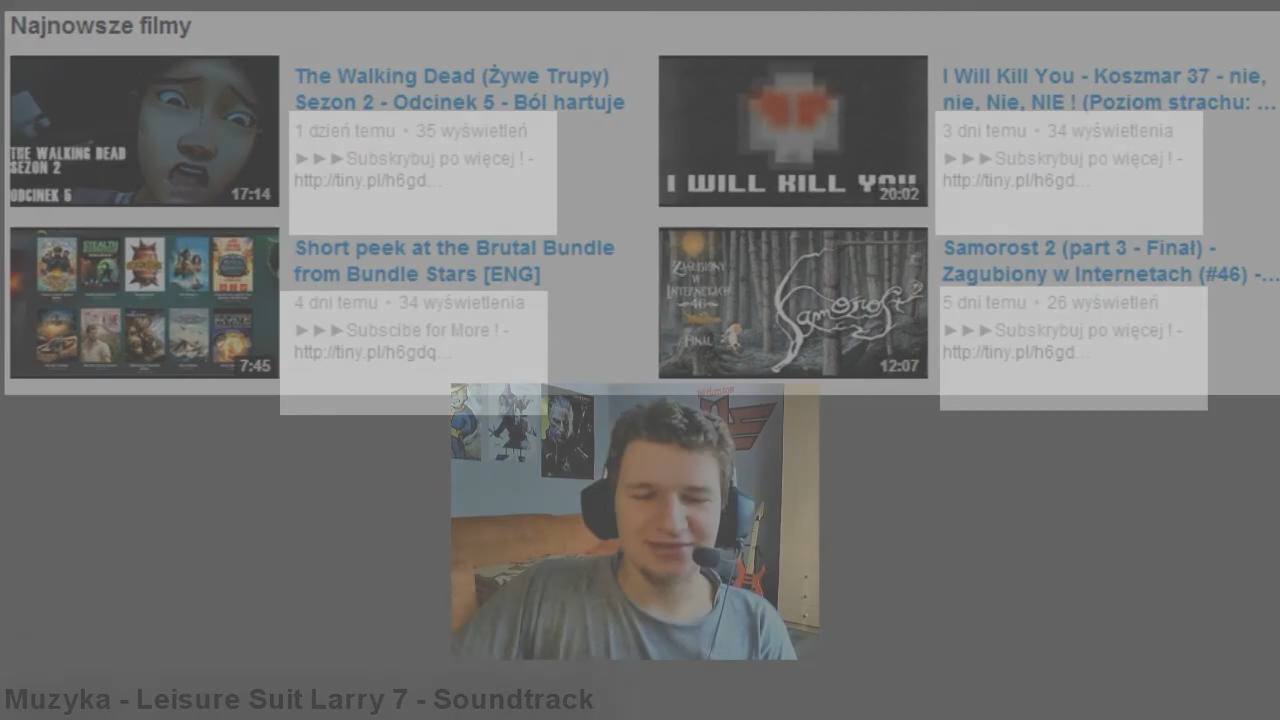 Najnowsze filmy
The Walking Dead (Żywe Trupy)
Sezon 2 - Odcinek 5 - Ból hartuje
1 dzień temu • 35 wyświetleń
►►►Subskrybuj po więcej ! -
http://tiny.pl/h6gd...
THE WALKING DEAD
SEZON 2
ODCINEK 5
17:14
I Will Kill You - Koszmar 37 - nie,
nie, Nie, NIE ! (Poziom strachu: ...
3 dni temu • 34 wyświetlenia
►►►Subskrybuj po więcej ! -
http://tiny.pl/h6gd...
I WILL KILL YOU
20:02
Short peek at the Brutal Bundle
from Bundle Stars [ENG]
4 dni temu • 34 wyświetlenia
►►►Subscibe for More ! -
http://tiny.pl/h6gdq...
7:45
Samorost 2 (part 3 - Finał) -
Zagubiony w Internetach (#46) -...
5 dni temu • 26 wyświetleń
►►►Subskrybuj po więcej ! -
http://tiny.pl/h6gd...
ZAGUBIONY
W
INTERNETACH
~46~
FINAŁ
Samorost 2
12:07
Muzyka - Leisure Suit Larry 7 - Soundtrack